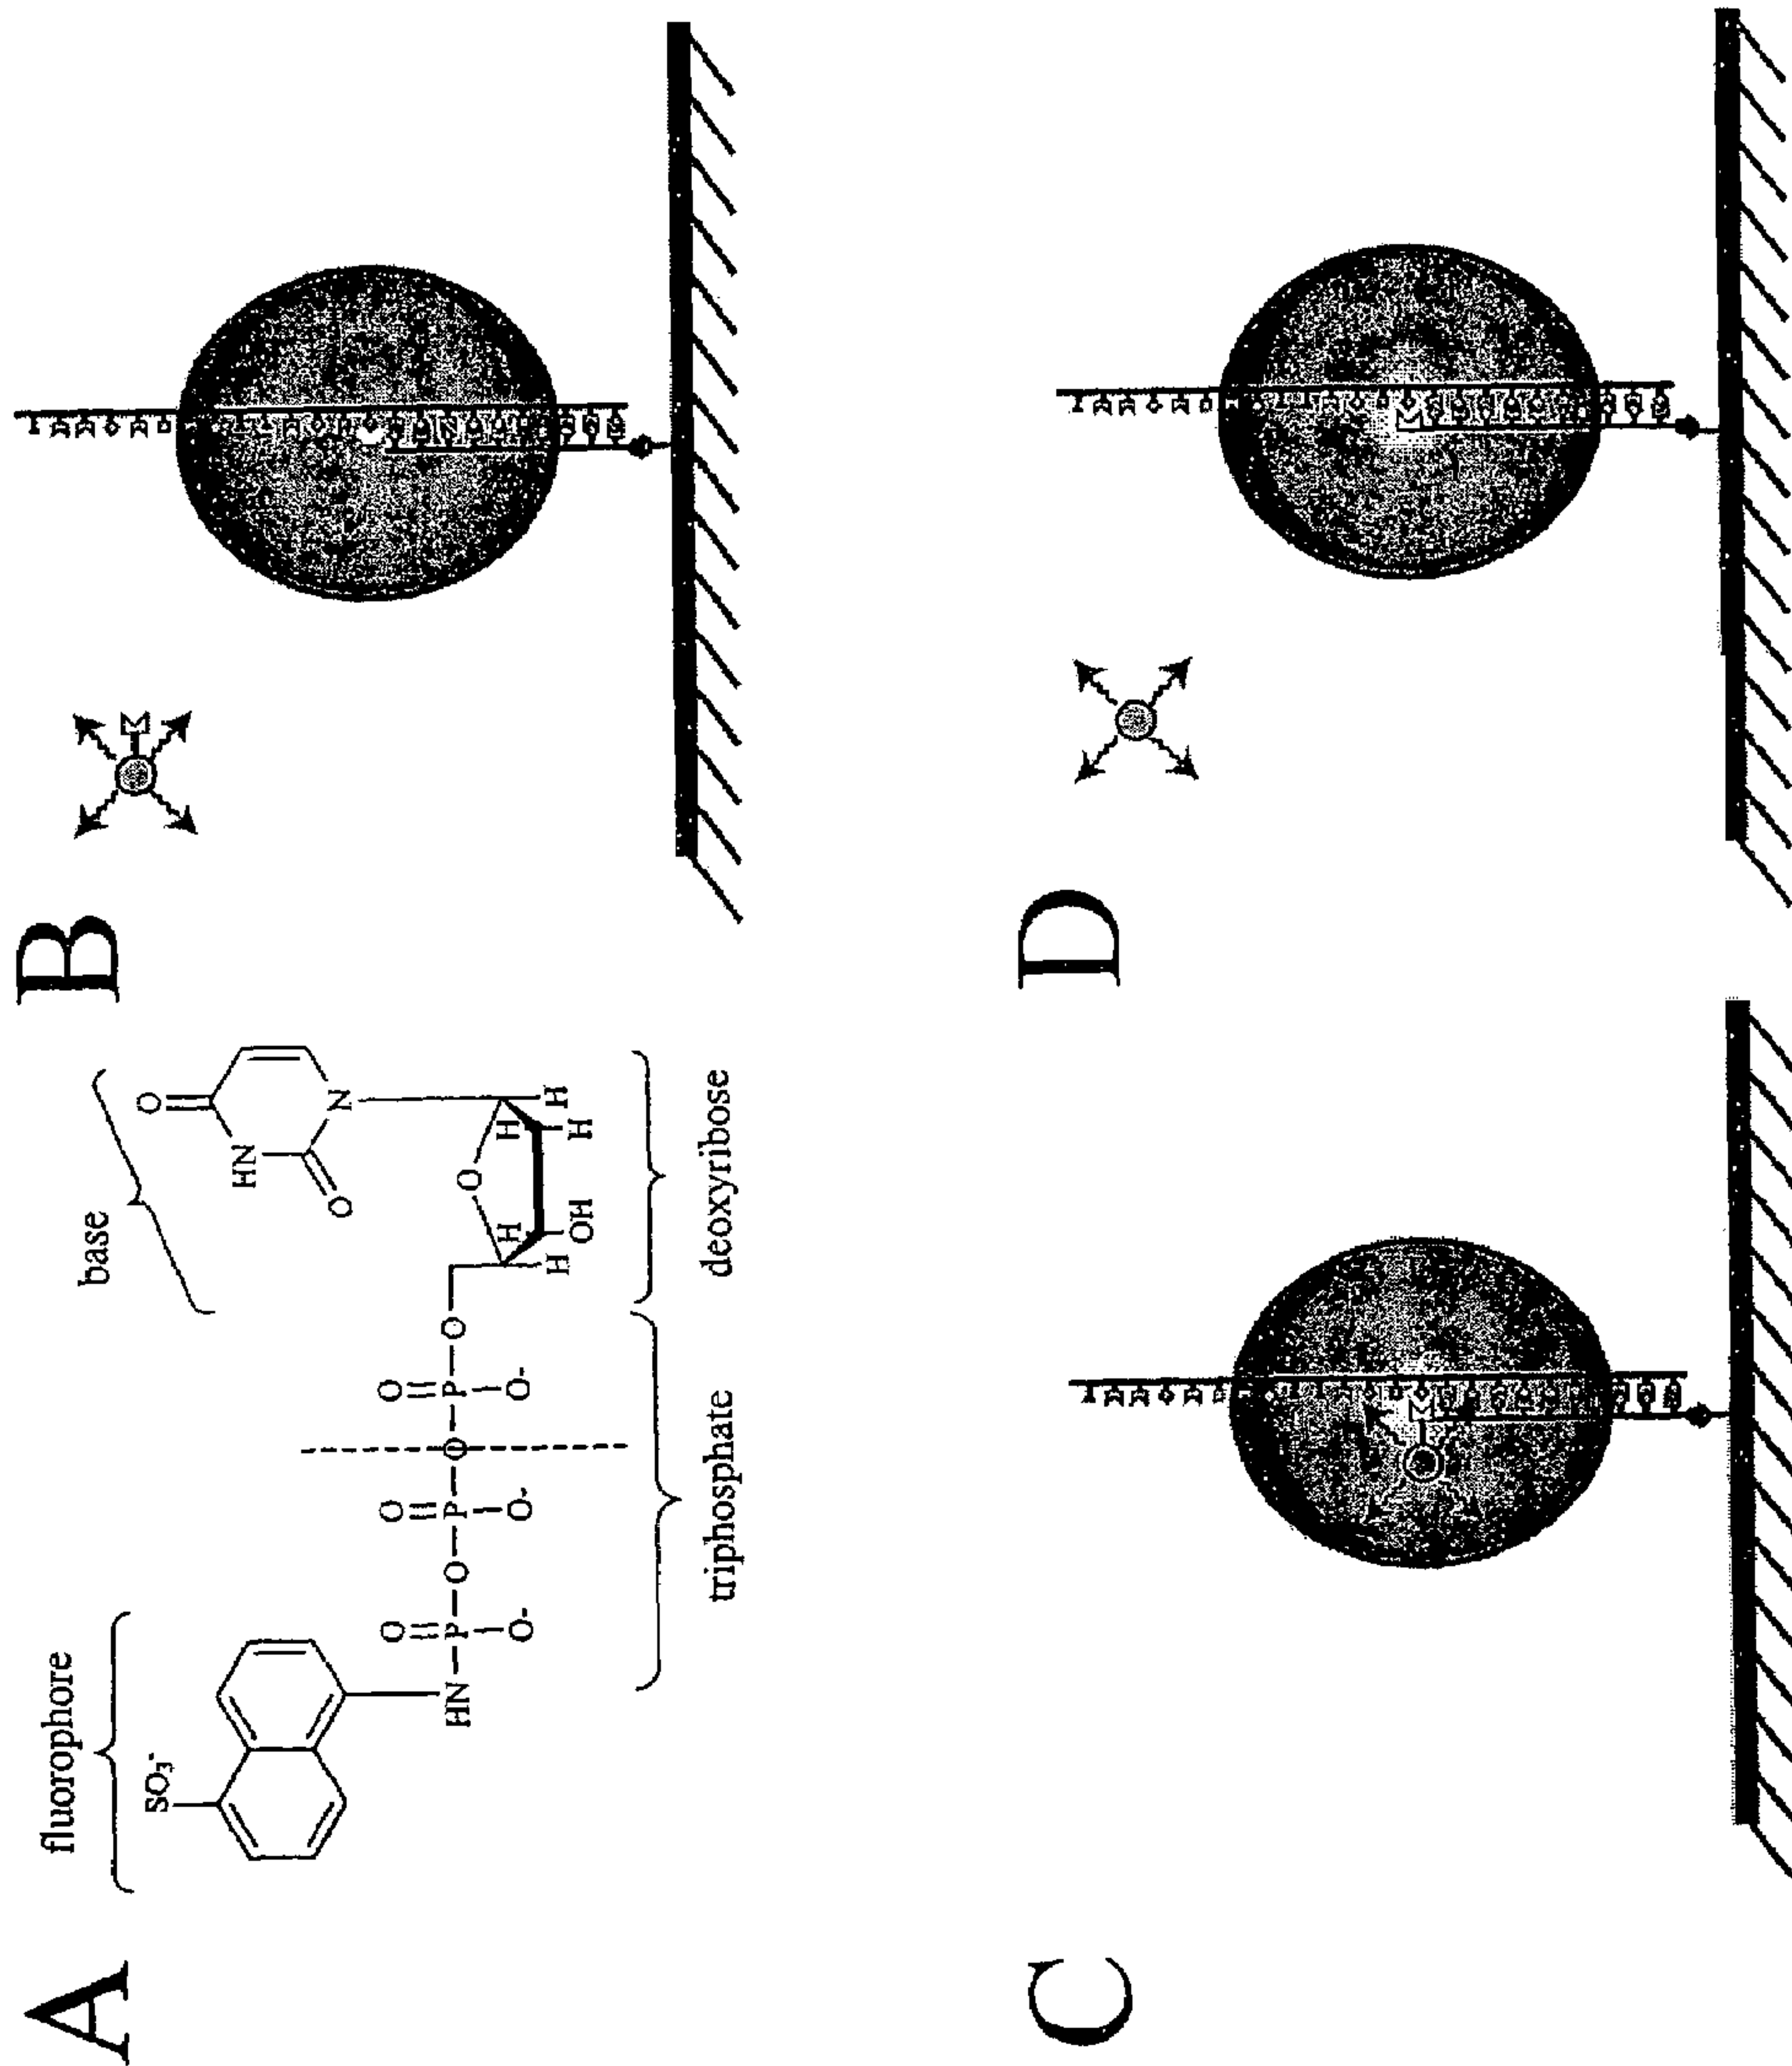 A
fluorophore
SO3-
HN
O O O
P O P O P O
O- O- O-
base
O
HN
N
O
O
H H
H OH H H
triphosphate
deoxyribose
B
C
D